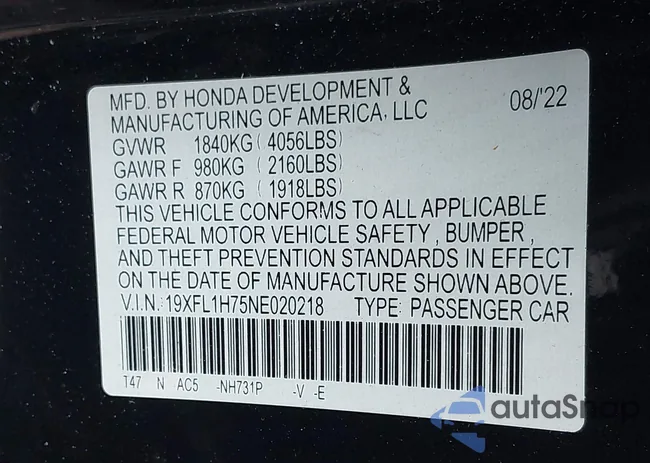 MFD. BY HONDA DEVELOPMENT &
MANUFACTURING OF AMERICA, LLC 08/'22
GVWR 1840KG ( 4056LBS)
GAWR F 980KG ( 2160LBS)
GAWR R 870KG ( 1918LBS)
THIS VEHICLE CONFORMS TO ALL APPLICABLE
FEDERAL MOTOR VEHICLE SAFETY , BUMPER ,
AND THEFT PREVENTION STANDARDS IN EFFECT
ON THE DATE OF MANUFACTURE SHOWN ABOVE.
V.I.N.:19XFL1H75NE020218 TYPE: PASSENGER CAR
T47 N AC5 -NH731P -V -E
autaSnap